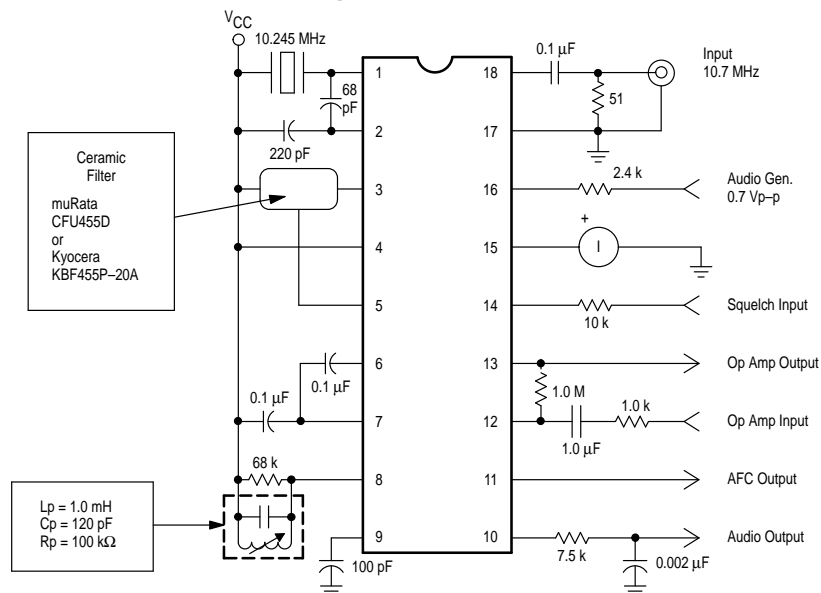 VCC
10.245 MHz
68
pF
220 pF
Ceramic
Filter
muRata
CFU455D
or
Kyocera
KBF455P–20A
0.1 µF
0.1 µF
68 k
Lp = 1.0 mH
Cp = 120 pF
Rp = 100 kΩ
100 pF
1
2
3
4
5
6
7
8
9
18
17
16
15
14
13
12
11
10
0.1 µF
51
Input
10.7 MHz
2.4 k
Audio Gen.
0.7 Vp–p
+
I
10 k
Squelch Input
Op Amp Output
1.0 M
1.0 k
1.0 µF
Op Amp Input
AFC Output
7.5 k
0.002 µF
Audio Output